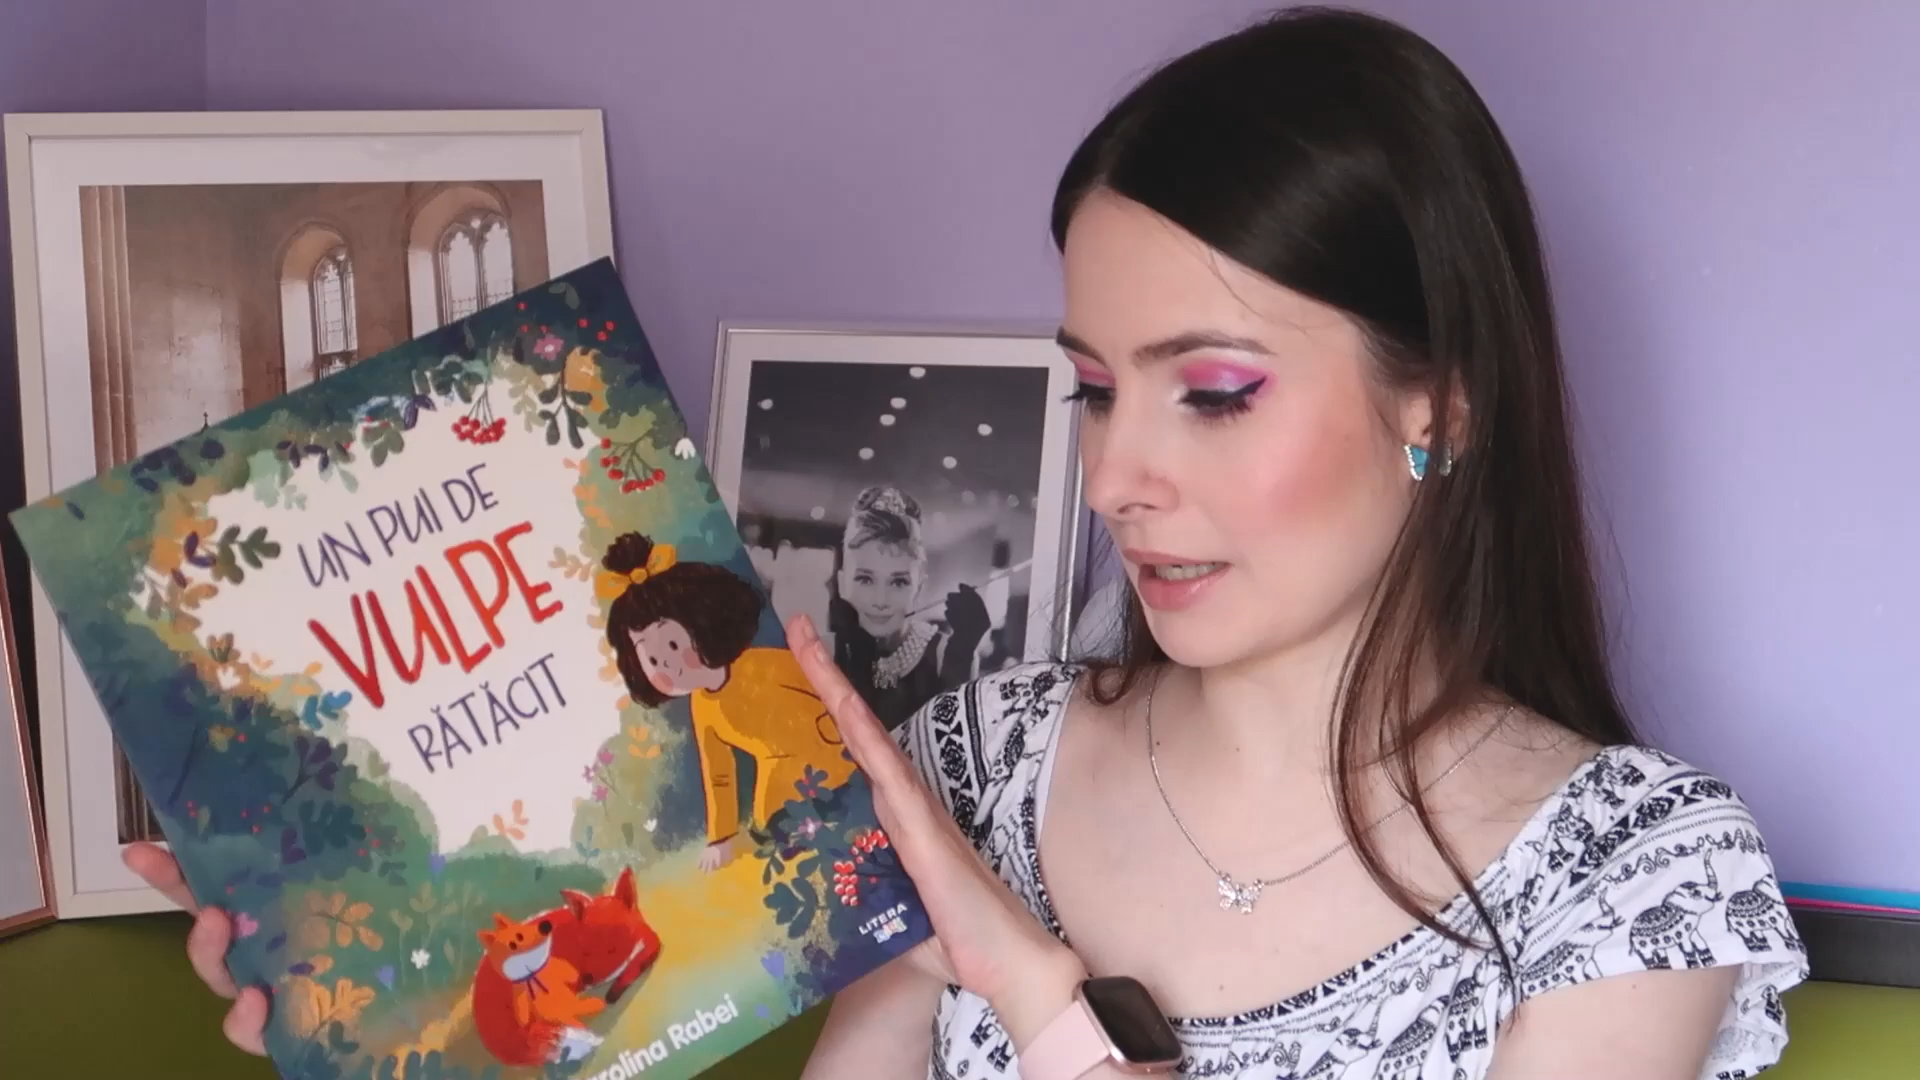 UN PUI DE
VULPE
RĂTĂCIT
LITERA
Rabei